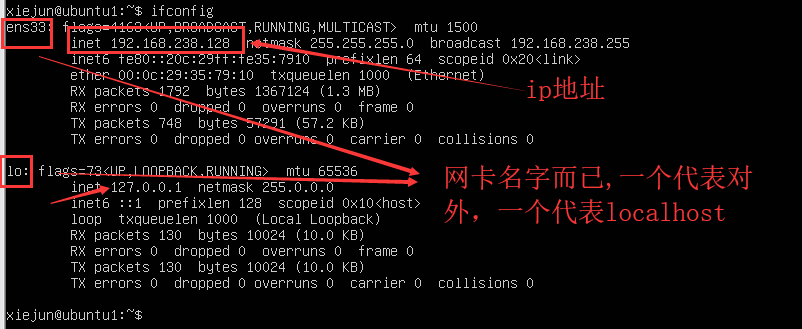 xiejun@ubuntu1:~$ ifconfig
ens33: flags=4163<UP,BROADCAST,RUNNING,MULTICAST>  mtu 1500
inet 192.168.238.128  netmask 255.255.255.0  broadcast 192.168.238.255
inet6 fe80::20c:29ff:fe35:7910  prefixlen 64  scopeid 0x20<link>
ether 00:0c:29:35:79:10  txqueuelen 1000  (Ethernet)
RX packets 1792  bytes 1367124 (1.3 MB)
RX errors 0  dropped 0  overruns 0  frame 0
TX packets 748  bytes 57291 (57.2 KB)
TX errors 0  dropped 0 overruns 0  carrier 0  collisions 0
ip地址
lo: flags=73<UP,LOOPBACK,RUNNING>  mtu 65536
inet 127.0.0.1  netmask 255.0.0.0
inet6 ::1  prefixlen 128  scopeid 0x10<host>
loop  txqueuelen 1000  (Local Loopback)
RX packets 130  bytes 10024 (10.0 KB)
RX errors 0  dropped 0  overruns 0  frame 0
TX packets 130  bytes 10024 (10.0 KB)
TX errors 0  dropped 0 overruns 0  carrier 0  collisions 0
网卡名字而已,一个代表对
外，一个代表localhost
xiejun@ubuntu1:~$